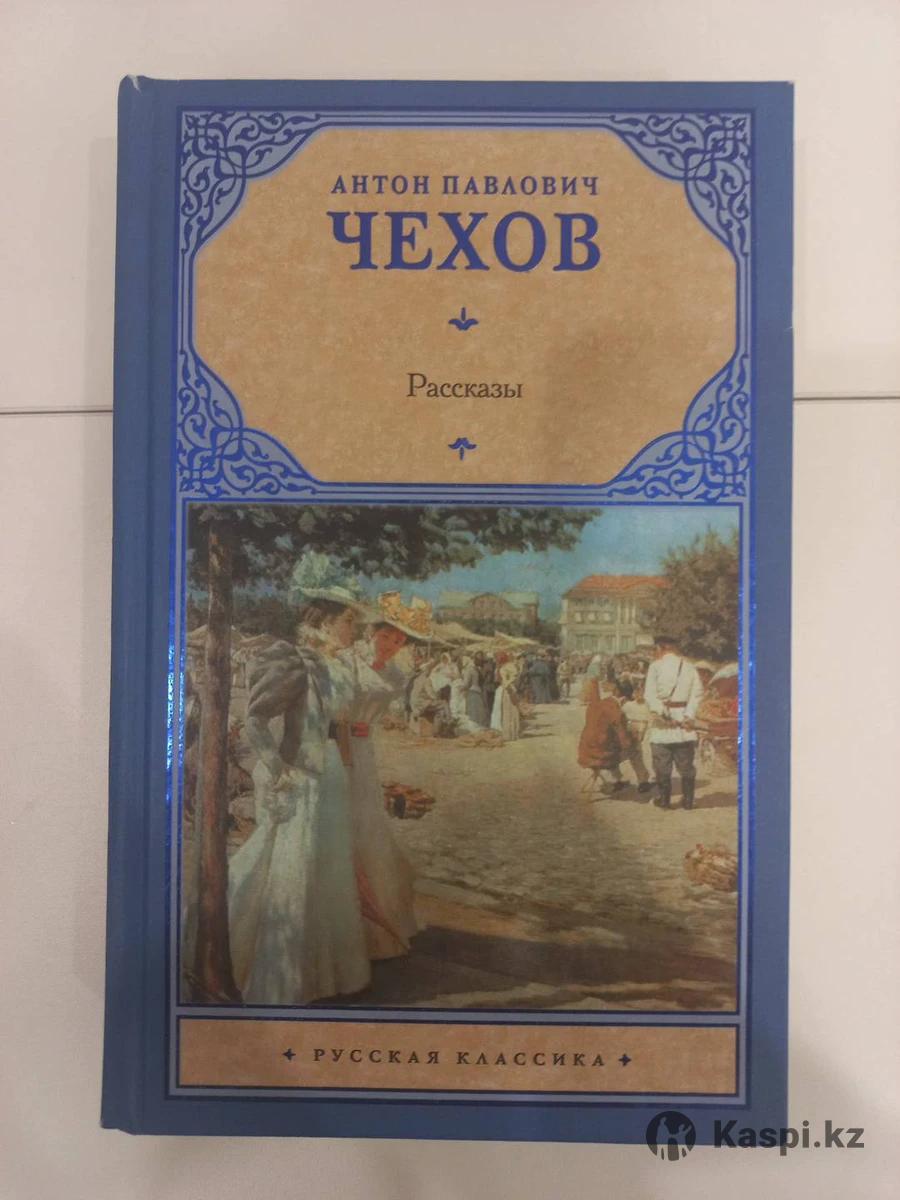 АНТОН ПАВЛОВИЧ
ЧЕХОВ
Рассказы
РУССКАЯ КЛАССИКА
Kaspi.kz